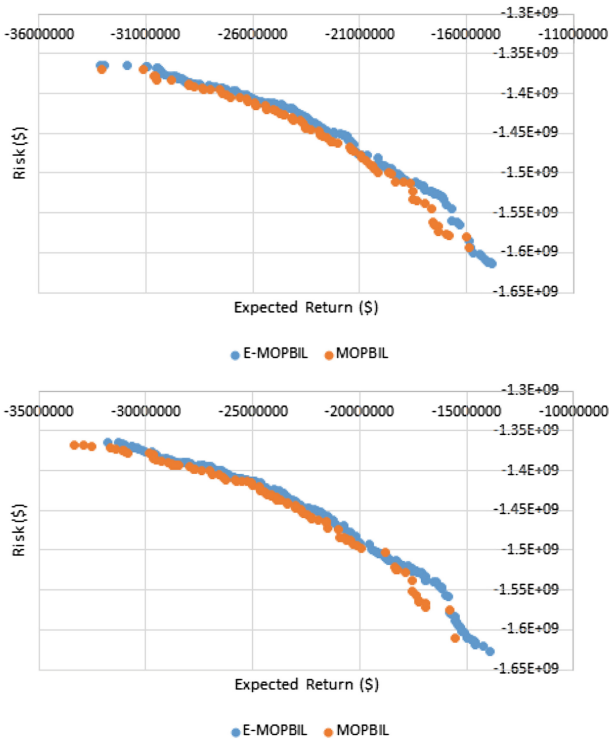 -1.3E+09
-36000000 -31000000 -26000000 -21000000 -16000000 -11000000
-1.35E+09
-1.4E+09
-1.45E+09
-1.5E+09
-1.55E+09
-1.6E+09
-1.65E+09
Risk($)
Expected Return ($)
E-MOPBIL MOPBIL
-1.3E+09
-35000000 -30000000 -25000000 -20000000 -15000000 -10000000
-1.35E+09
-1.4E+09
-1.45E+09
-1.5E+09
-1.55E+09
-1.6E+09
-1.65E+09
Risk($)
Expected Return ($)
E-MOPBIL MOPBIL